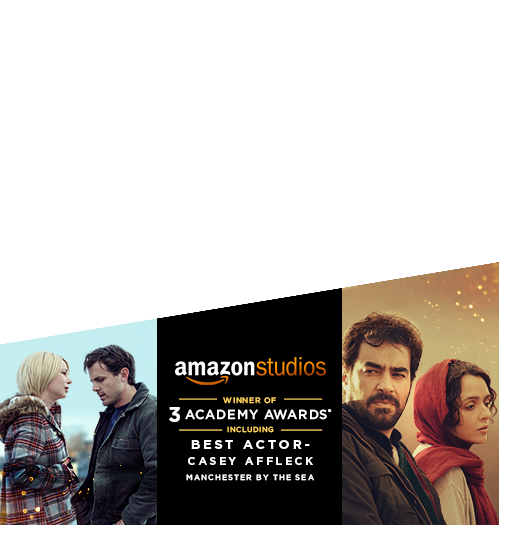 amazonstudios
WINNER OF
3 ACADEMY AWARDS*
INCLUDING
BEST ACTOR-
CASEY AFFLECK
MANCHESTER BY THE SEA